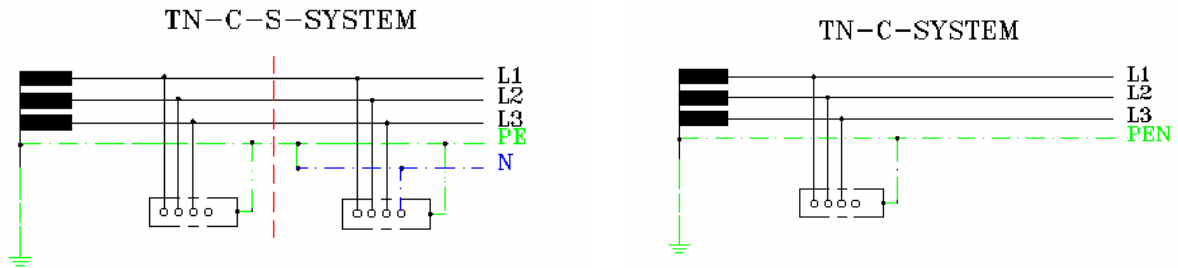 TN-C-S-SYSTEM
L1
L2
L3
PE
N
TN-C-SYSTEM
L1
L2
L3
PEN